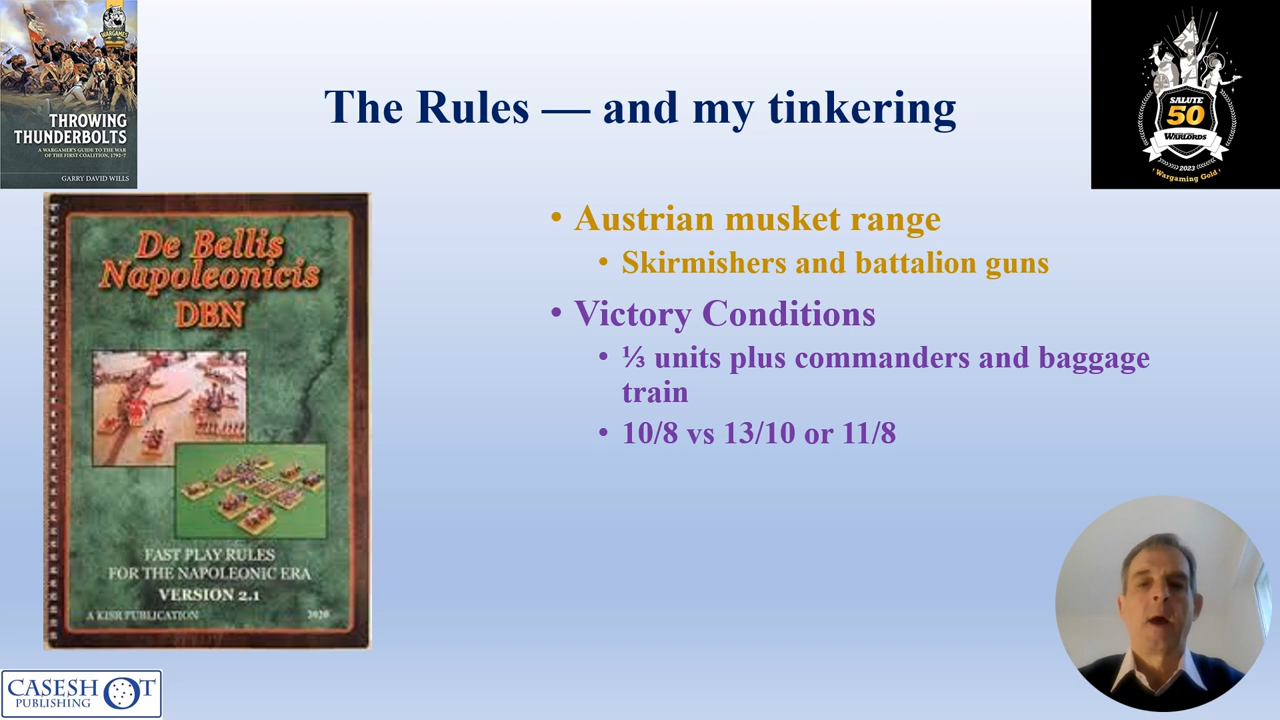 WARGAMES
THROWING
THUNDERBOLTS
A WARGAMER'S GUIDE TO THE WAR
OF THE FIRST COALITION, 1792-7
GARRY DAVID WILLS
The Rules — and my tinkering
SALUTE
50
WARLORDS
2023
Wargaming Gold
De Bellis
Napoleonicis
DBN
FAST PLAY RULES
FOR THE NAPOLEONIC ERA
VERSION 2.1
A KISR PUBLICATION 2020
• Austrian musket range
• Skirmishers and battalion guns
• Victory Conditions
• ⅓ units plus commanders and baggage
train
• 10/8 vs 13/10 or 11/8
CASESHOT
PUBLISHING